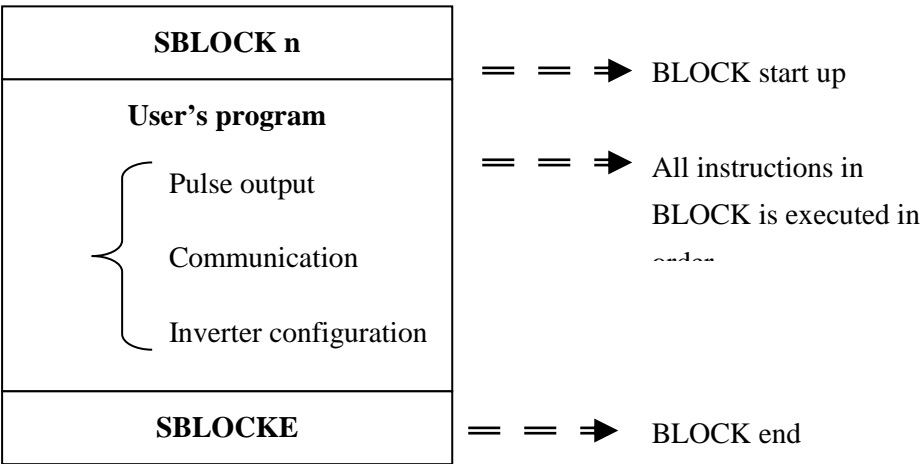 SBLOCK n
BLOCK start up
User's program
Pulse output
Communication
Inverter configuration
All instructions in
BLOCK is executed in
order
SBLOCKE
BLOCK end